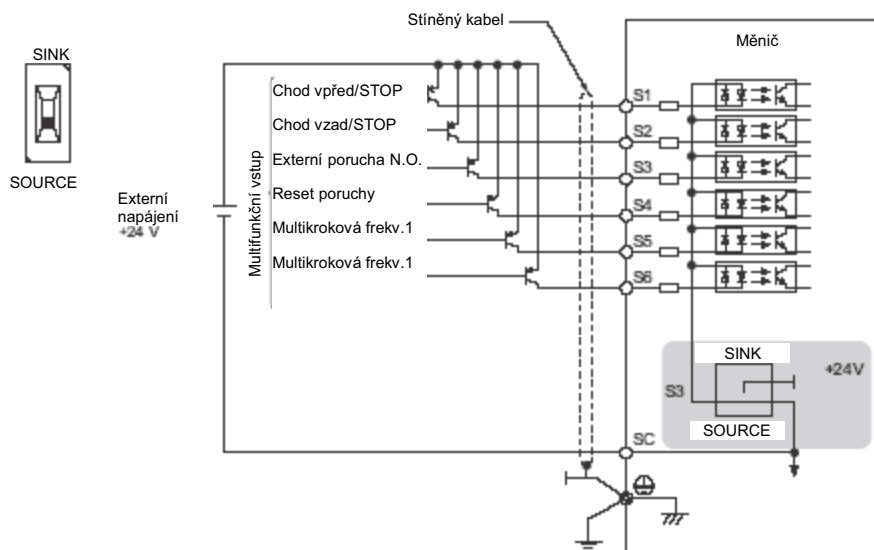 Stíněný kabel
Měnič
SINK
SOURCE
Externí
napájení
+24 V
Multifunkční vstup
Chod vpřed/STOP
Chod vzad/STOP
Externí porucha N.O.
Reset poruchy
Multikroková frekv.1
Multikroková frekv.1
S1
S2
S3
S4
S5
S6
SINK
+24V
S3
SOURCE
SC